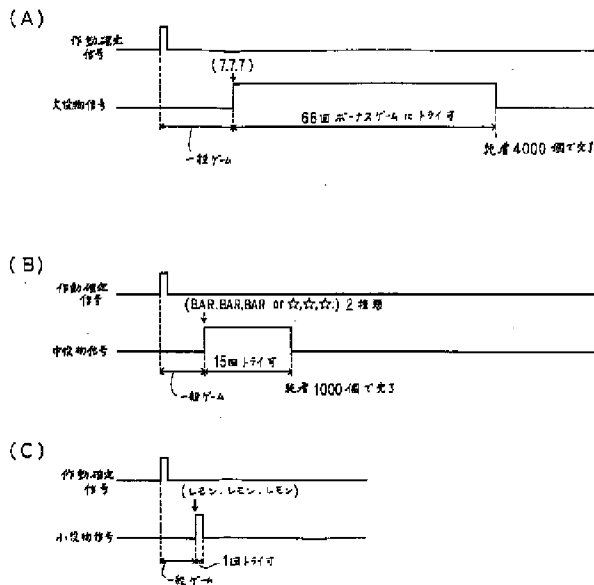 (A)
作動確定
信号
(7.7.7)
大役物信号
66回 ボーナスゲームにトライ可
一般ゲーム
純増4000個で完了
(B)
作動確定
信号
(BAR.BAR.BAR or ☆.☆.☆.) 2種類
中役物信号
15回トライ可
一般ゲーム
純増1000個で完了
(C)
作動確定
信号
(レモン.レモン.レモン)
小役物信号
1回トライ可
一般ゲーム